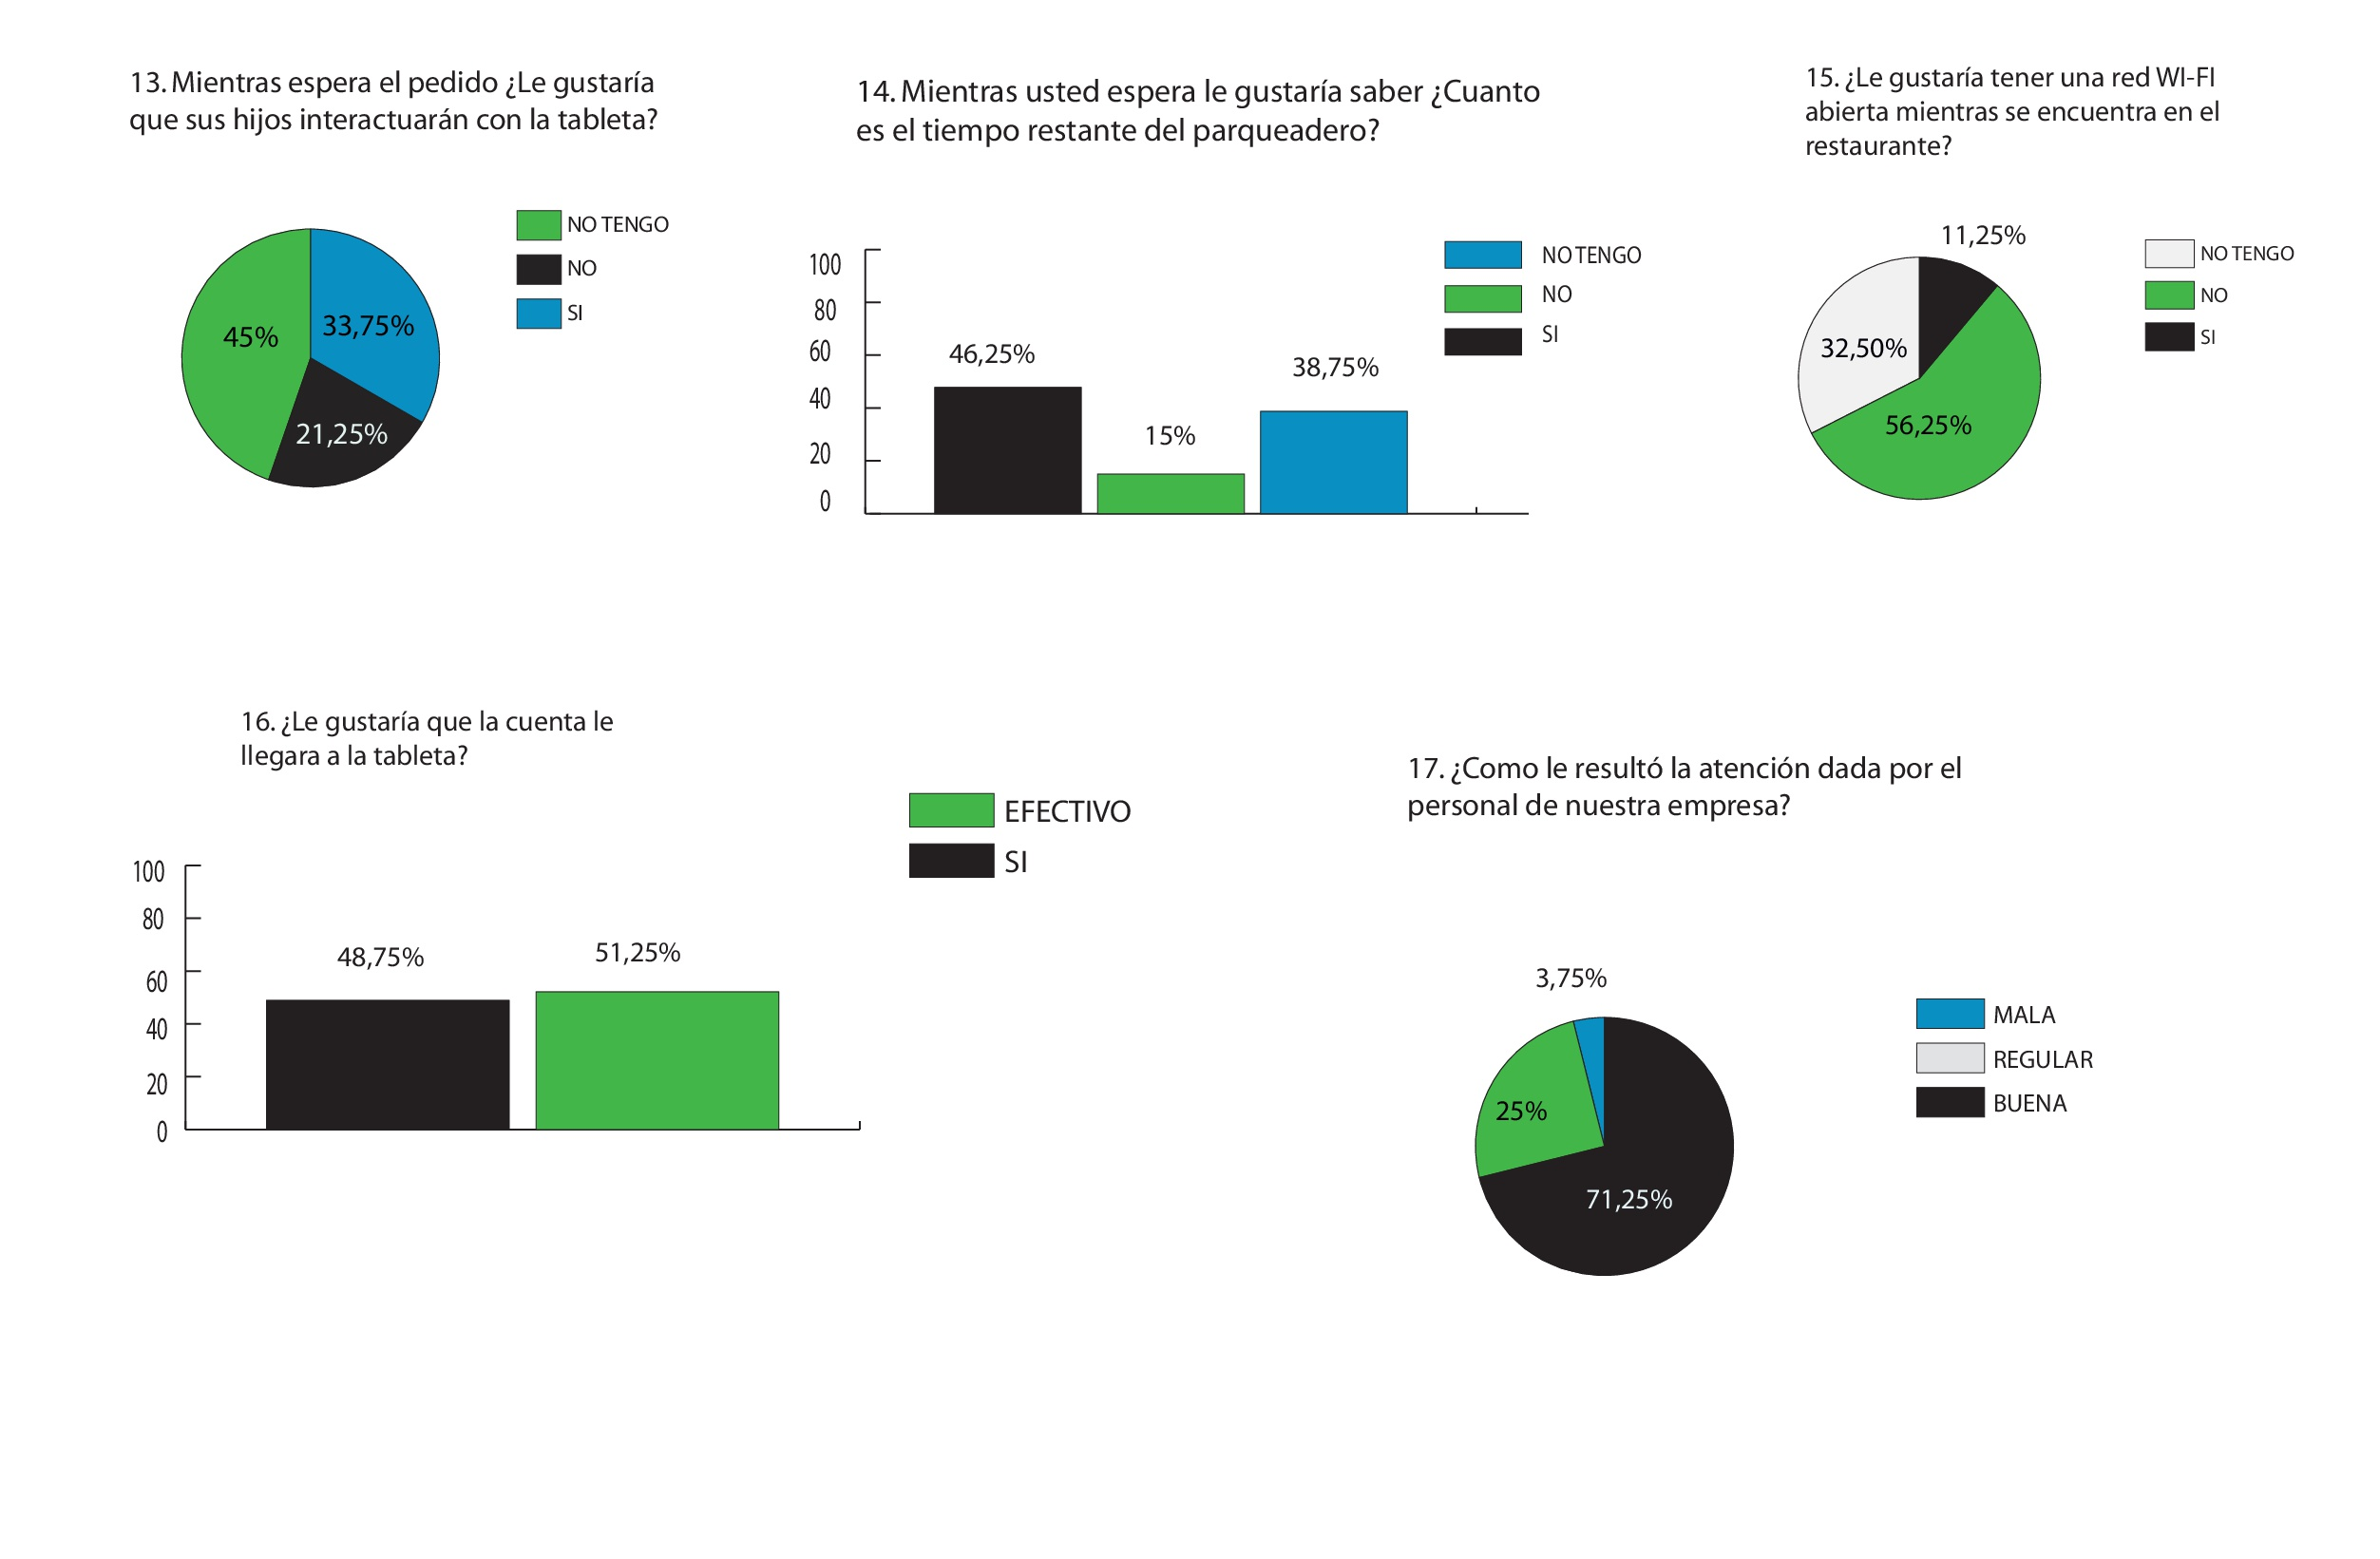 13. Mientras espera el pedido ¿Le gustaría
que sus hijos interactuarán con la tableta?
NO TENGO
NO
SI
45%
33,75%
21,25%
14. Mientras usted espera le gustaría saber ¿Cuanto
es el tiempo restante del parqueadero?
100
80
60
40
20
0
46,25%
15%
38,75%
NO TENGO
NO
SI
15. ¿Le gustaría tener una red WI-FI
abierta mientras se encuentra en el
restaurante?
11,25%
32,50%
56,25%
NO TENGO
NO
SI
16. ¿Le gustaría que la cuenta le
llegara a la tableta?
EFECTIVO
SI
100
80
60
40
20
0
48,75%
51,25%
17. ¿Como le resultó la atención dada por el
personal de nuestra empresa?
3,75%
25%
71,25%
MALA
REGULAR
BUENA